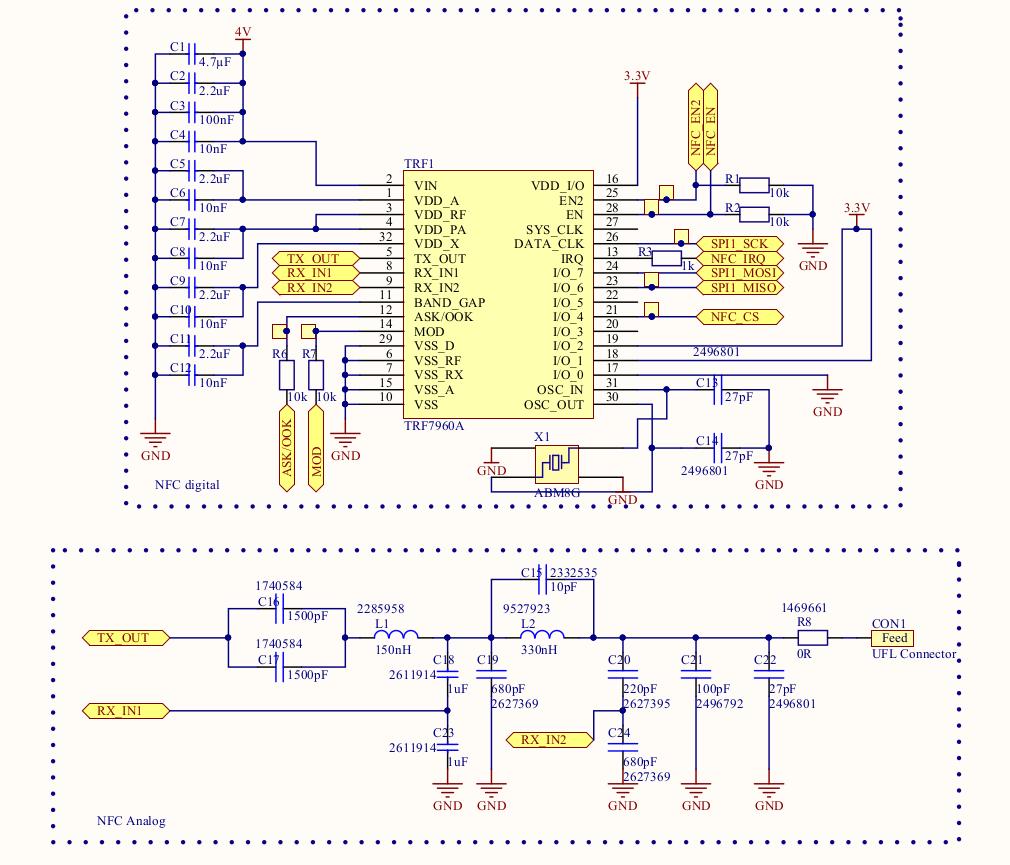 4V
C1
4.7µF
C2
2.2uF
C3
100nF
C4
10nF
C5
2.2uF
C6
10nF
C7
2.2uF
C8
10nF
C9
2.2uF
C10
10nF
C11
2.2uF
C12
10nF
GND
TRF1
2 VIN
1 VDD_A
3 VDD_RF
4 VDD_PA
32 VDD_X
TX_OUT 5 TX_OUT
RX_IN1 8 RX_IN1
RX_IN2 9 RX_IN2
11 BAND_GAP
12 ASK/OOK
14 MOD
29 VSS_D
6 VSS_RF
7 VSS_RX
15 VSS_A
10 VSS
TRF7960A
VDD_I/O 16
EN2 25
EN 28
SYS_CLK 27
DATA_CLK 26
IRQ 13
I/O_7 24
I/O_6 23
I/O_5 22
I/O_4 21
I/O_3 20
I/O_2 19
I/O_1 18
I/O_0 17
OSC_IN 31
OSC_OUT 30
R6
10k
R7
10k
ASK/OOK
MOD
GND
3.3V
NFC_EN2
NFC_EN
R1
10k
R2
10k
GND
3.3V
SPI1_SCK
R3
1k
NFC_IRQ
SPI1_MOSI
SPI1_MISO
NFC_CS
2496801
C13
27pF
GND
C14
27pF
2496801
GND
X1
ABM8G
GND
GND
NFC digital
TX_OUT
1740584
C16
1500pF
1740584
C17
1500pF
2285958
L1
150nH
C15
2332535
10pF
9527923
L2
330nH
1469661
R8
0R
CON1
Feed
UFL Connector
C18
2611914
1uF
C19
680pF
2627369
C20
220pF
2627395
C21
100pF
2496792
C22
27pF
2496801
RX_IN1
C23
2611914
1uF
RX_IN2
C24
680pF
2627369
GND
GND
GND
GND
GND
NFC Analog